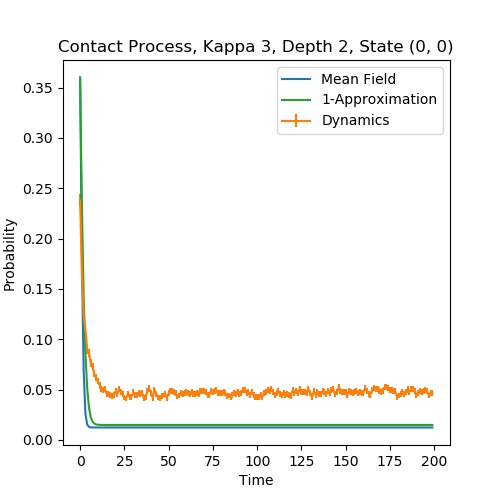 Contact Process, Kappa 3, Depth 2, State (0, 0)
Mean Field
1-Approximation
Dynamics
Probability
0.35
0.30
0.25
0.20
0.15
0.10
0.05
0.00
0 25 50 75 100 125 150 175 200
Time